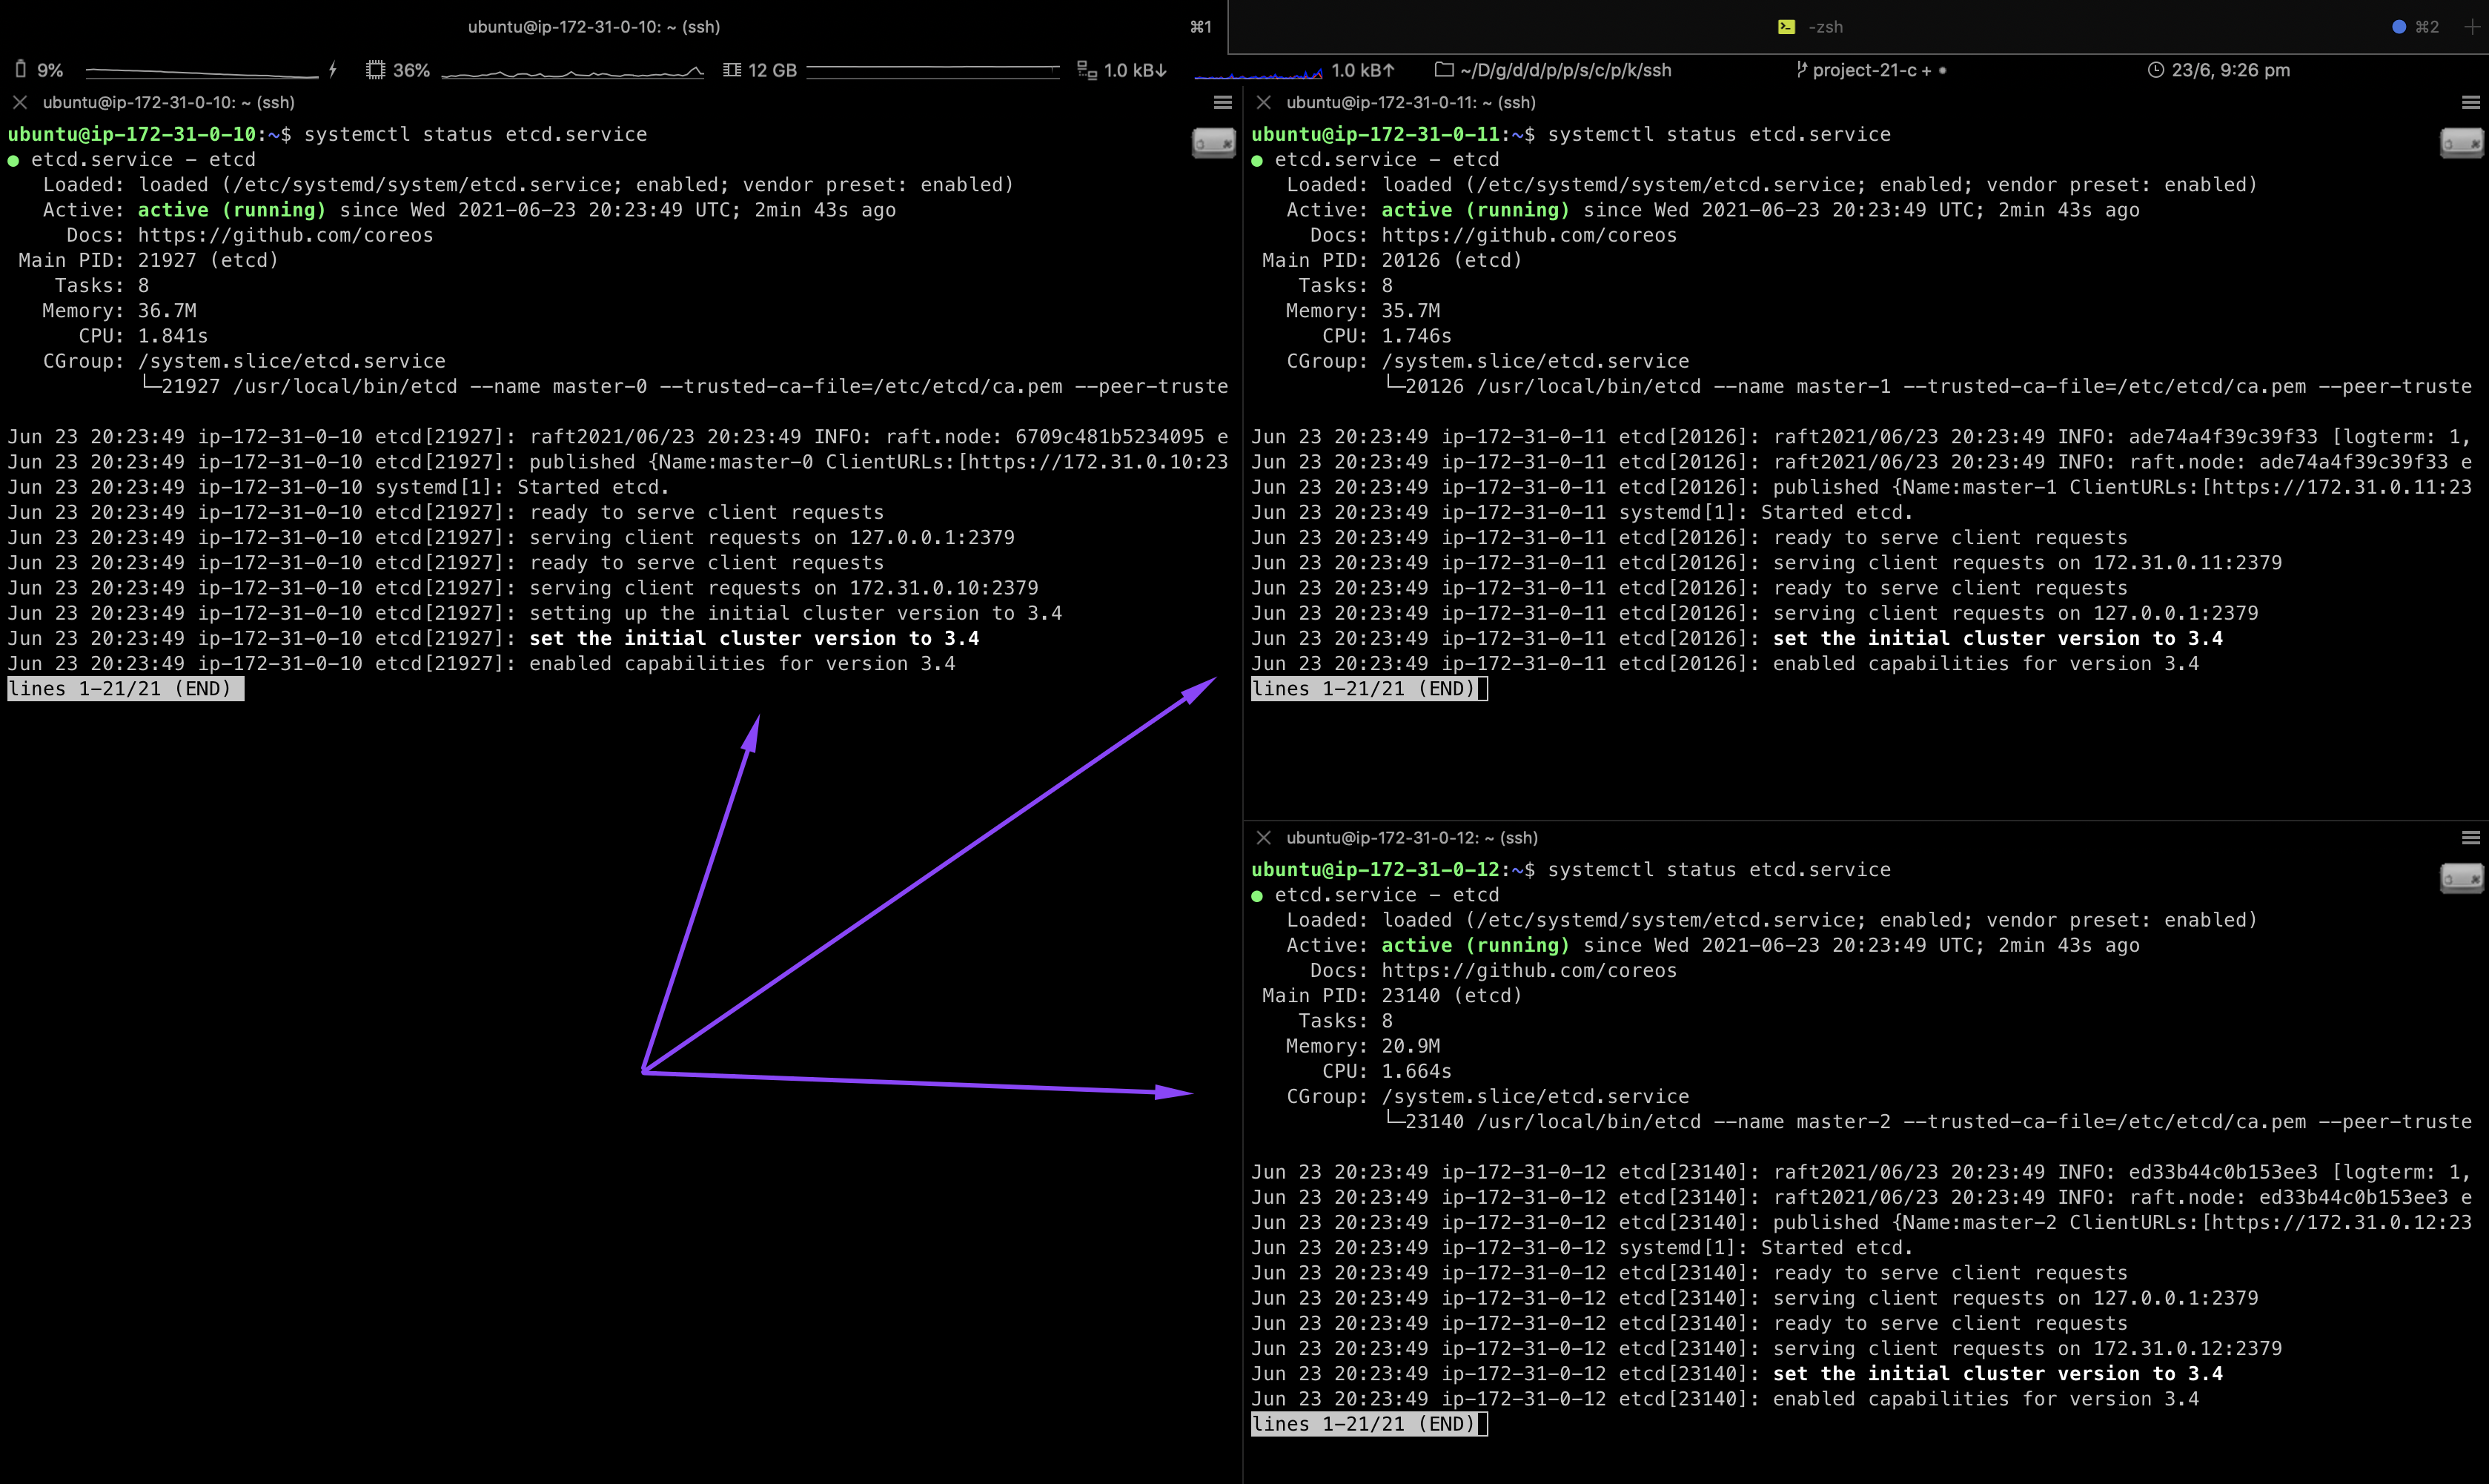 ubuntu@ip-172-31-0-10: ~ (ssh) ⌘1
-zsh ⌘2
9% 36% 12 GB 1.0 kB↓ 1.0 kB↑ ~/D/g/d/d/p/p/s/c/p/k/ssh project-21-c + • 23/6, 9:26 pm
ubuntu@ip-172-31-0-10: ~ (ssh)
ubuntu@ip-172-31-0-10:~$ systemctl status etcd.service
● etcd.service – etcd
Loaded: loaded (/etc/systemd/system/etcd.service; enabled; vendor preset: enabled)
Active: active (running) since Wed 2021-06-23 20:23:49 UTC; 2min 43s ago
Docs: https://github.com/coreos
Main PID: 21927 (etcd)
Tasks: 8
Memory: 36.7M
CPU: 1.841s
CGroup: /system.slice/etcd.service
└─21927 /usr/local/bin/etcd --name master-0 --trusted-ca-file=/etc/etcd/ca.pem --peer-truste
Jun 23 20:23:49 ip-172-31-0-10 etcd[21927]: raft2021/06/23 20:23:49 INFO: raft.node: 6709c481b5234095 e
Jun 23 20:23:49 ip-172-31-0-10 etcd[21927]: published {Name:master-0 ClientURLs:[https://172.31.0.10:23
Jun 23 20:23:49 ip-172-31-0-10 systemd[1]: Started etcd.
Jun 23 20:23:49 ip-172-31-0-10 etcd[21927]: ready to serve client requests
Jun 23 20:23:49 ip-172-31-0-10 etcd[21927]: serving client requests on 127.0.0.1:2379
Jun 23 20:23:49 ip-172-31-0-10 etcd[21927]: ready to serve client requests
Jun 23 20:23:49 ip-172-31-0-10 etcd[21927]: serving client requests on 172.31.0.10:2379
Jun 23 20:23:49 ip-172-31-0-10 etcd[21927]: setting up the initial cluster version to 3.4
Jun 23 20:23:49 ip-172-31-0-10 etcd[21927]: set the initial cluster version to 3.4
Jun 23 20:23:49 ip-172-31-0-10 etcd[21927]: enabled capabilities for version 3.4
lines 1-21/21 (END)
ubuntu@ip-172-31-0-11: ~ (ssh)
ubuntu@ip-172-31-0-11:~$ systemctl status etcd.service
● etcd.service – etcd
Loaded: loaded (/etc/systemd/system/etcd.service; enabled; vendor preset: enabled)
Active: active (running) since Wed 2021-06-23 20:23:49 UTC; 2min 43s ago
Docs: https://github.com/coreos
Main PID: 20126 (etcd)
Tasks: 8
Memory: 35.7M
CPU: 1.746s
CGroup: /system.slice/etcd.service
└─20126 /usr/local/bin/etcd --name master-1 --trusted-ca-file=/etc/etcd/ca.pem --peer-truste
Jun 23 20:23:49 ip-172-31-0-11 etcd[20126]: raft2021/06/23 20:23:49 INFO: ade74a4f39c39f33 [logterm: 1,
Jun 23 20:23:49 ip-172-31-0-11 etcd[20126]: raft2021/06/23 20:23:49 INFO: raft.node: ade74a4f39c39f33 e
Jun 23 20:23:49 ip-172-31-0-11 etcd[20126]: published {Name:master-1 ClientURLs:[https://172.31.0.11:23
Jun 23 20:23:49 ip-172-31-0-11 systemd[1]: Started etcd.
Jun 23 20:23:49 ip-172-31-0-11 etcd[20126]: ready to serve client requests
Jun 23 20:23:49 ip-172-31-0-11 etcd[20126]: serving client requests on 172.31.0.11:2379
Jun 23 20:23:49 ip-172-31-0-11 etcd[20126]: ready to serve client requests
Jun 23 20:23:49 ip-172-31-0-11 etcd[20126]: serving client requests on 127.0.0.1:2379
Jun 23 20:23:49 ip-172-31-0-11 etcd[20126]: set the initial cluster version to 3.4
Jun 23 20:23:49 ip-172-31-0-11 etcd[20126]: enabled capabilities for version 3.4
lines 1-21/21 (END)
ubuntu@ip-172-31-0-12: ~ (ssh)
ubuntu@ip-172-31-0-12:~$ systemctl status etcd.service
● etcd.service – etcd
Loaded: loaded (/etc/systemd/system/etcd.service; enabled; vendor preset: enabled)
Active: active (running) since Wed 2021-06-23 20:23:49 UTC; 2min 43s ago
Docs: https://github.com/coreos
Main PID: 23140 (etcd)
Tasks: 8
Memory: 20.9M
CPU: 1.664s
CGroup: /system.slice/etcd.service
└─23140 /usr/local/bin/etcd --name master-2 --trusted-ca-file=/etc/etcd/ca.pem --peer-truste
Jun 23 20:23:49 ip-172-31-0-12 etcd[23140]: raft2021/06/23 20:23:49 INFO: ed33b44c0b153ee3 [logterm: 1,
Jun 23 20:23:49 ip-172-31-0-12 etcd[23140]: raft2021/06/23 20:23:49 INFO: raft.node: ed33b44c0b153ee3 e
Jun 23 20:23:49 ip-172-31-0-12 etcd[23140]: published {Name:master-2 ClientURLs:[https://172.31.0.12:23
Jun 23 20:23:49 ip-172-31-0-12 systemd[1]: Started etcd.
Jun 23 20:23:49 ip-172-31-0-12 etcd[23140]: ready to serve client requests
Jun 23 20:23:49 ip-172-31-0-12 etcd[23140]: serving client requests on 127.0.0.1:2379
Jun 23 20:23:49 ip-172-31-0-12 etcd[23140]: ready to serve client requests
Jun 23 20:23:49 ip-172-31-0-12 etcd[23140]: serving client requests on 172.31.0.12:2379
Jun 23 20:23:49 ip-172-31-0-12 etcd[23140]: set the initial cluster version to 3.4
Jun 23 20:23:49 ip-172-31-0-12 etcd[23140]: enabled capabilities for version 3.4
lines 1-21/21 (END)